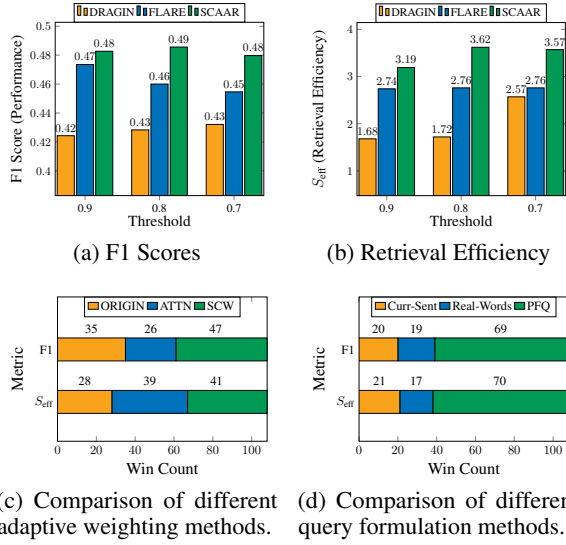 DRAGIN FLARE SCAAR
0.5
0.48
0.46
0.44
0.42
0.4
F1 Score (Performance)
0.42 0.47 0.48
0.43 0.46 0.49
0.43 0.45 0.48
0.9 0.8 0.7
Threshold
(a) F1 Scores
DRAGIN FLARE SCAAR
4
3
2
1
S_eff (Retrieval Efficiency)
1.68 2.74 3.19
1.72 2.76 3.62
2.57 2.76 3.57
0.9 0.8 0.7
Threshold
(b) Retrieval Efficiency
ORIGIN ATTN SCW
Metric
35 26 47
F1
28 39 41
S_eff
0 20 40 60 80 100
Win Count
(c) Comparison of different
adaptive weighting methods.
Curr-Sent Real-Words PFQ
Metric
20 19 69
F1
21 17 70
S_eff
0 20 40 60 80 100
Win Count
(d) Comparison of different
query formulation methods.